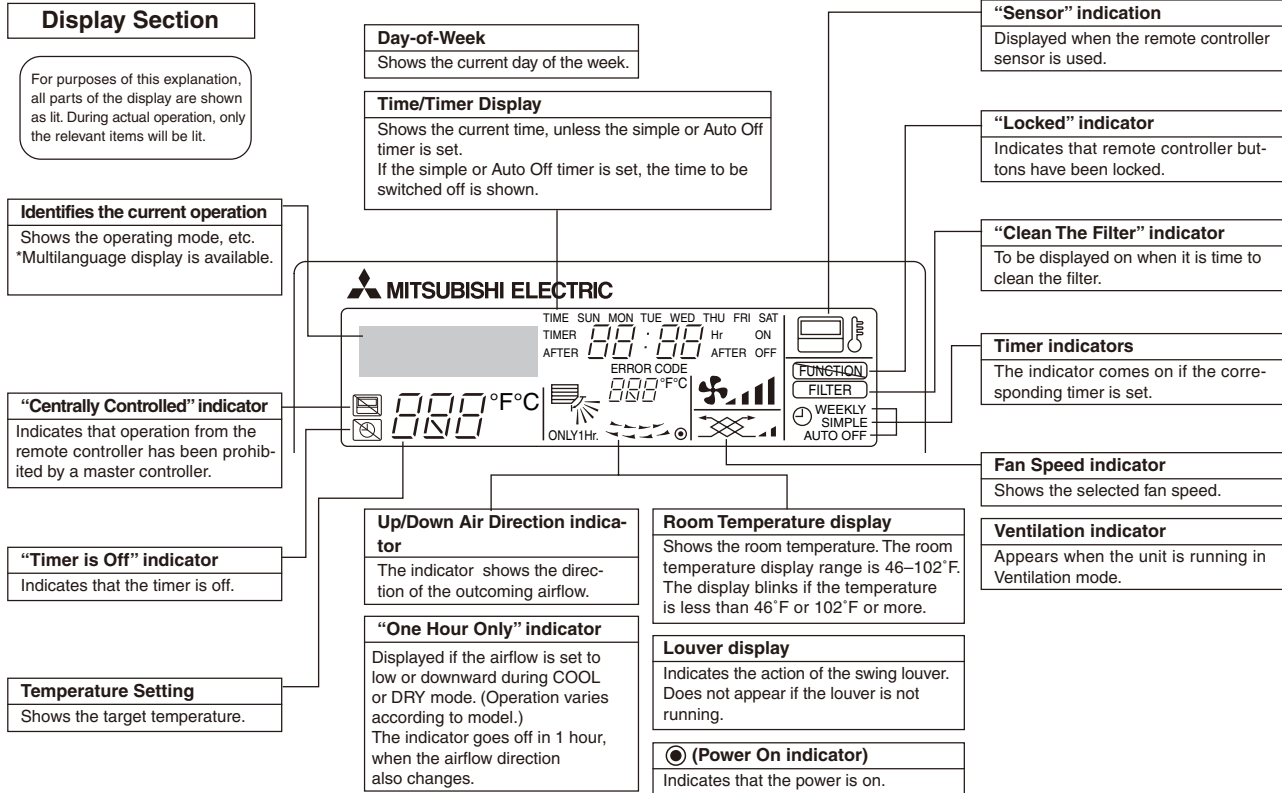 Display Section
For purposes of this explanation,
all parts of the display are shown
as lit. During actual operation, only
the relevant items will be lit.
Day-of-Week
Shows the current day of the week.
Time/Timer Display
Shows the current time, unless the simple or Auto Off
timer is set.
If the simple or Auto Off timer is set, the time to be
switched off is shown.
Identifies the current operation
Shows the operating mode, etc.
*Multilanguage display is available.
“Centrally Controlled” indicator
Indicates that operation from the
remote controller has been prohib-
ited by a master controller.
“Timer is Off” indicator
Indicates that the timer is off.
Temperature Setting
Shows the target temperature.
MITSUBISHI ELECTRIC
TIME SUN MON TUE WED THU FRI SAT
TIMER 88:88 Hr ON
AFTER AFTER OFF
ERROR CODE
888 °F°C
888 °F°C
ONLY1Hr.
FUNCTION
FILTER
WEEKLY
SIMPLE
AUTO OFF
Up/Down Air Direction indica-
tor
The indicator shows the direc-
tion of the outcoming airflow.
“One Hour Only” indicator
Displayed if the airflow is set to
low or downward during COOL
or DRY mode. (Operation varies
according to model.)
The indicator goes off in 1 hour,
when the airflow direction
also changes.
Room Temperature display
Shows the room temperature. The room
temperature display range is 46–102˚F.
The display blinks if the temperature
is less than 46˚F or 102˚F or more.
Louver display
Indicates the action of the swing louver.
Does not appear if the louver is not
running.
◉ (Power On indicator)
Indicates that the power is on.
“Sensor” indication
Displayed when the remote controller
sensor is used.
“Locked” indicator
Indicates that remote controller but-
tons have been locked.
“Clean The Filter” indicator
To be displayed on when it is time to
clean the filter.
Timer indicators
The indicator comes on if the corre-
sponding timer is set.
Fan Speed indicator
Shows the selected fan speed.
Ventilation indicator
Appears when the unit is running in
Ventilation mode.